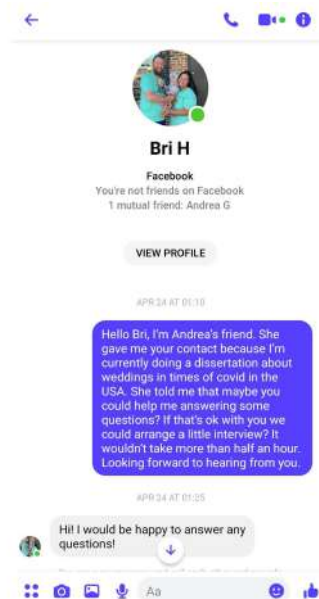 Bri H
Facebook
You're not friends on Facebook
1 mutual friend: Andrea G
VIEW PROFILE
APR 24 AT 01:10
Hello Bri, I'm Andrea's friend. She
gave me your contact because I'm
currently doing a dissertation about
weddings in times of covid in the
USA. She told me that maybe you
could help me answering some
questions? If that's ok with you we
could arrange a little interview? It
wouldn't take more than half an hour.
Looking forward to hearing from you.
APR 24 AT 01:25
Hi! I would be happy to answer any
questions!
Aa